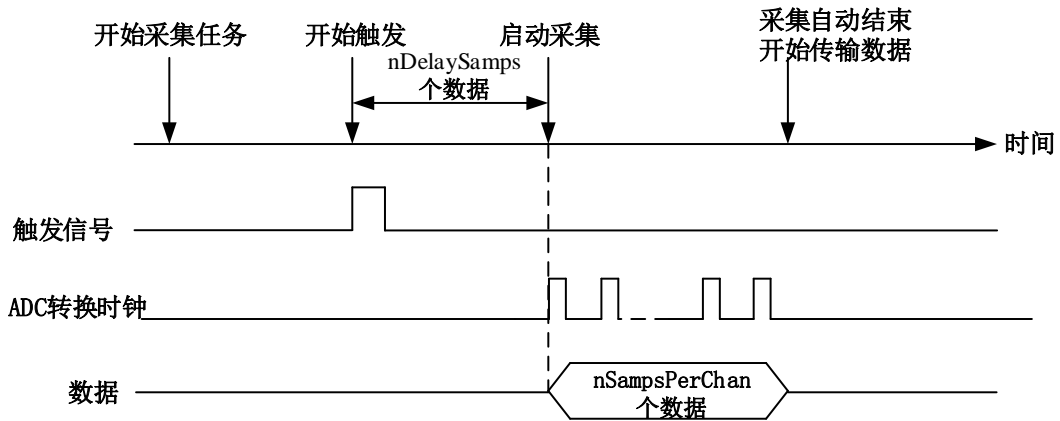 开始采集任务
开始触发
启动采集
采集自动结束
开始传输数据
nDelaySamps
个数据
时间
触发信号
ADC转换时钟
数据
nSampsPerChan
个数据